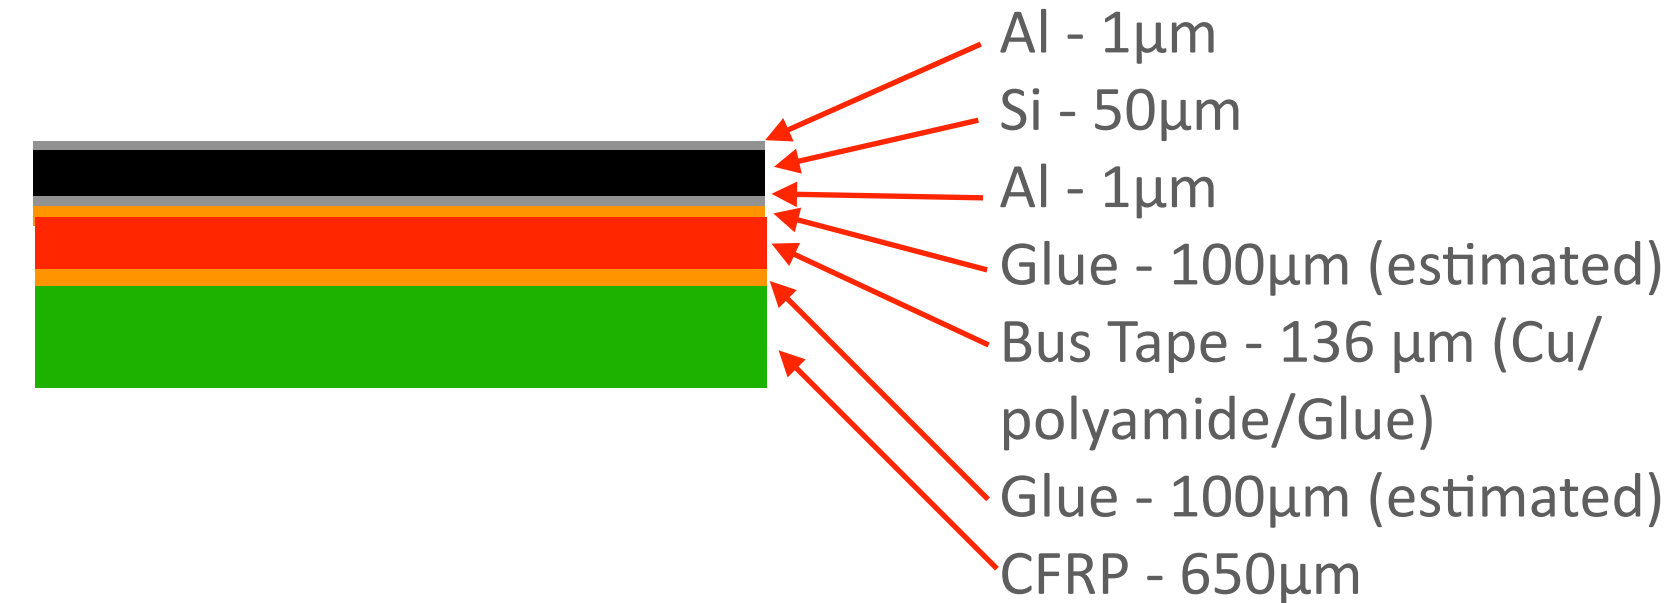 Al - 1µm
Si - 50µm
Al - 1µm
Glue - 100µm (estimated)
Bus Tape - 136 µm (Cu/
polyamide/Glue)
Glue - 100µm (estimated)
CFRP - 650µm